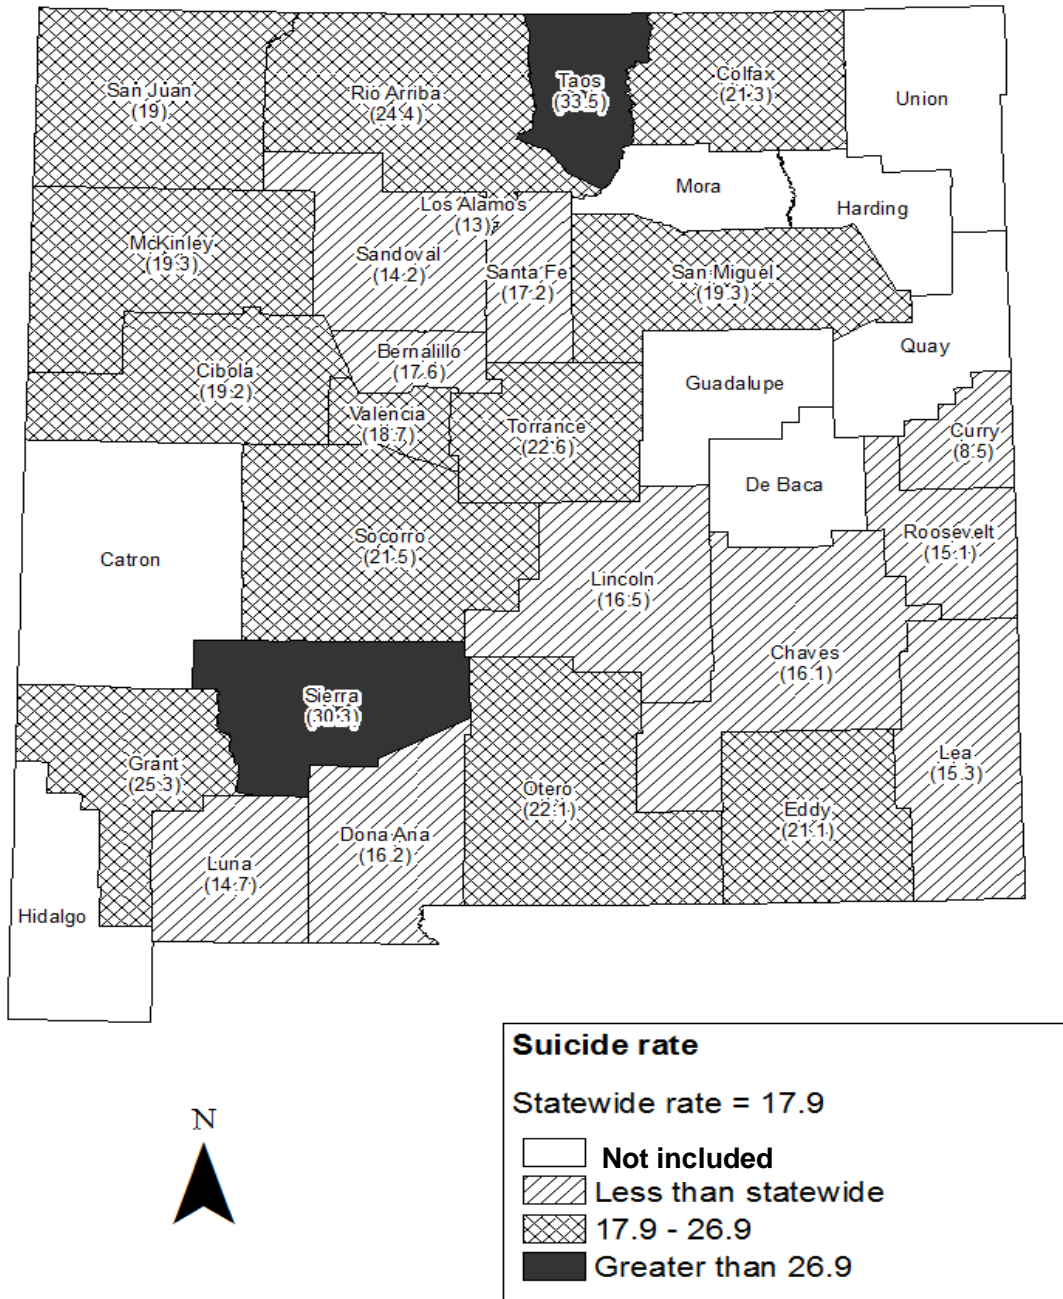 San Juan
(19)
Rio Arriba
(24.4)
Taos
(33.5)
Colfax
(21.3)
Union
Mora
Harding
Los Alamos
(13)
McKinley
(19.3)
Sandoval
(14.2)
Santa Fe
(17.2)
San Miguel
(19.3)
Quay
Bernalillo
(17.6)
Cibola
(19.2)
Guadalupe
Valencia
(18.7)
Torrance
(22.6)
Curry
(8.5)
De Baca
Catron
Socorro
(21.5)
Roosevelt
(15.1)
Lincoln
(16.5)
Chaves
(16.1)
Sierra
(30.3)
Grant
(25.3)
Lea
(15.3)
Otero
(22.1)
Eddy
(21.1)
Dona Ana
(16.2)
Luna
(14.7)
Hidalgo
N
Suicide rate
Statewide rate = 17.9
Not included
Less than statewide
17.9 - 26.9
Greater than 26.9